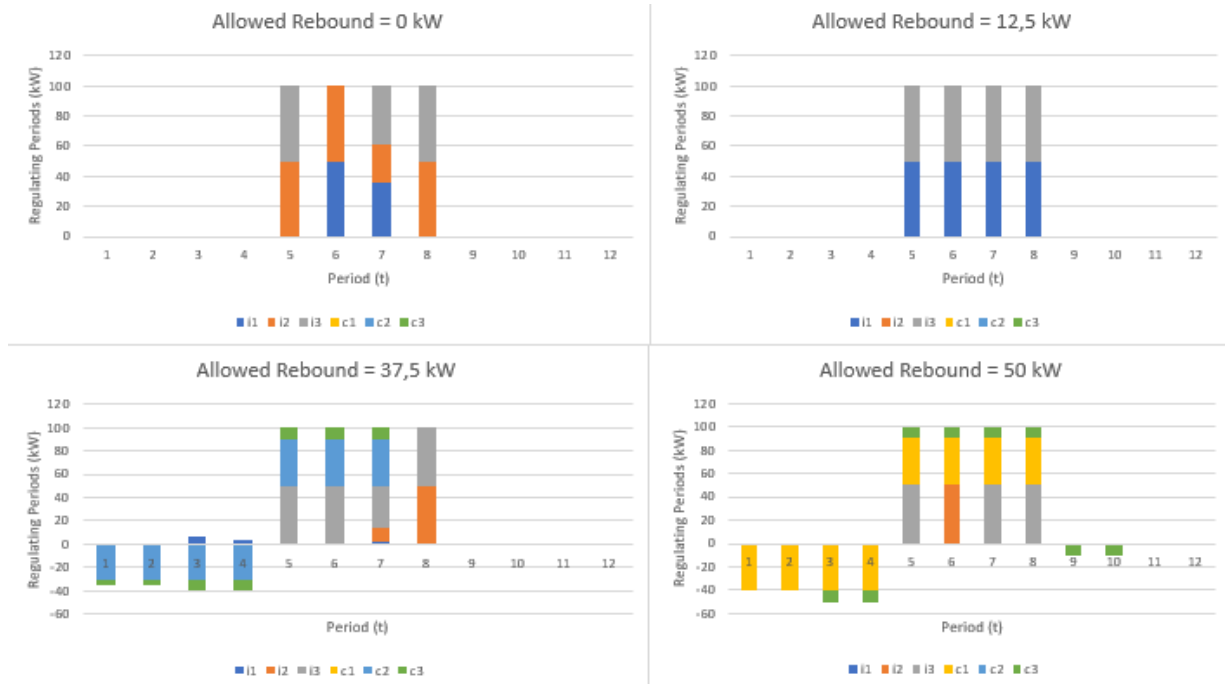 Allowed Rebound = 0 kW
Regulating Periods (kW)
120
100
80
60
40
20
0
1 2 3 4 5 6 7 8 9 10 11 12
Period (t)
i1 i2 i3 c1 c2 c3
Allowed Rebound = 12,5 kW
Regulating Periods (kW)
120
100
80
60
40
20
0
1 2 3 4 5 6 7 8 9 10 11 12
Period (t)
i1 i2 i3 c1 c2 c3
Allowed Rebound = 37,5 kW
Regulating Periods (kW)
120
100
80
60
40
20
0
-20
-40
-60
1 2 3 4 5 6 7 8 9 10 11 12
Period (t)
i1 i2 i3 c1 c2 c3
Allowed Rebound = 50 kW
Regulating Periods (kW)
120
100
80
60
40
20
0
-20
-40
-60
1 2 3 4 5 6 7 8 9 10 11 12
Period (t)
i1 i2 i3 c1 c2 c3